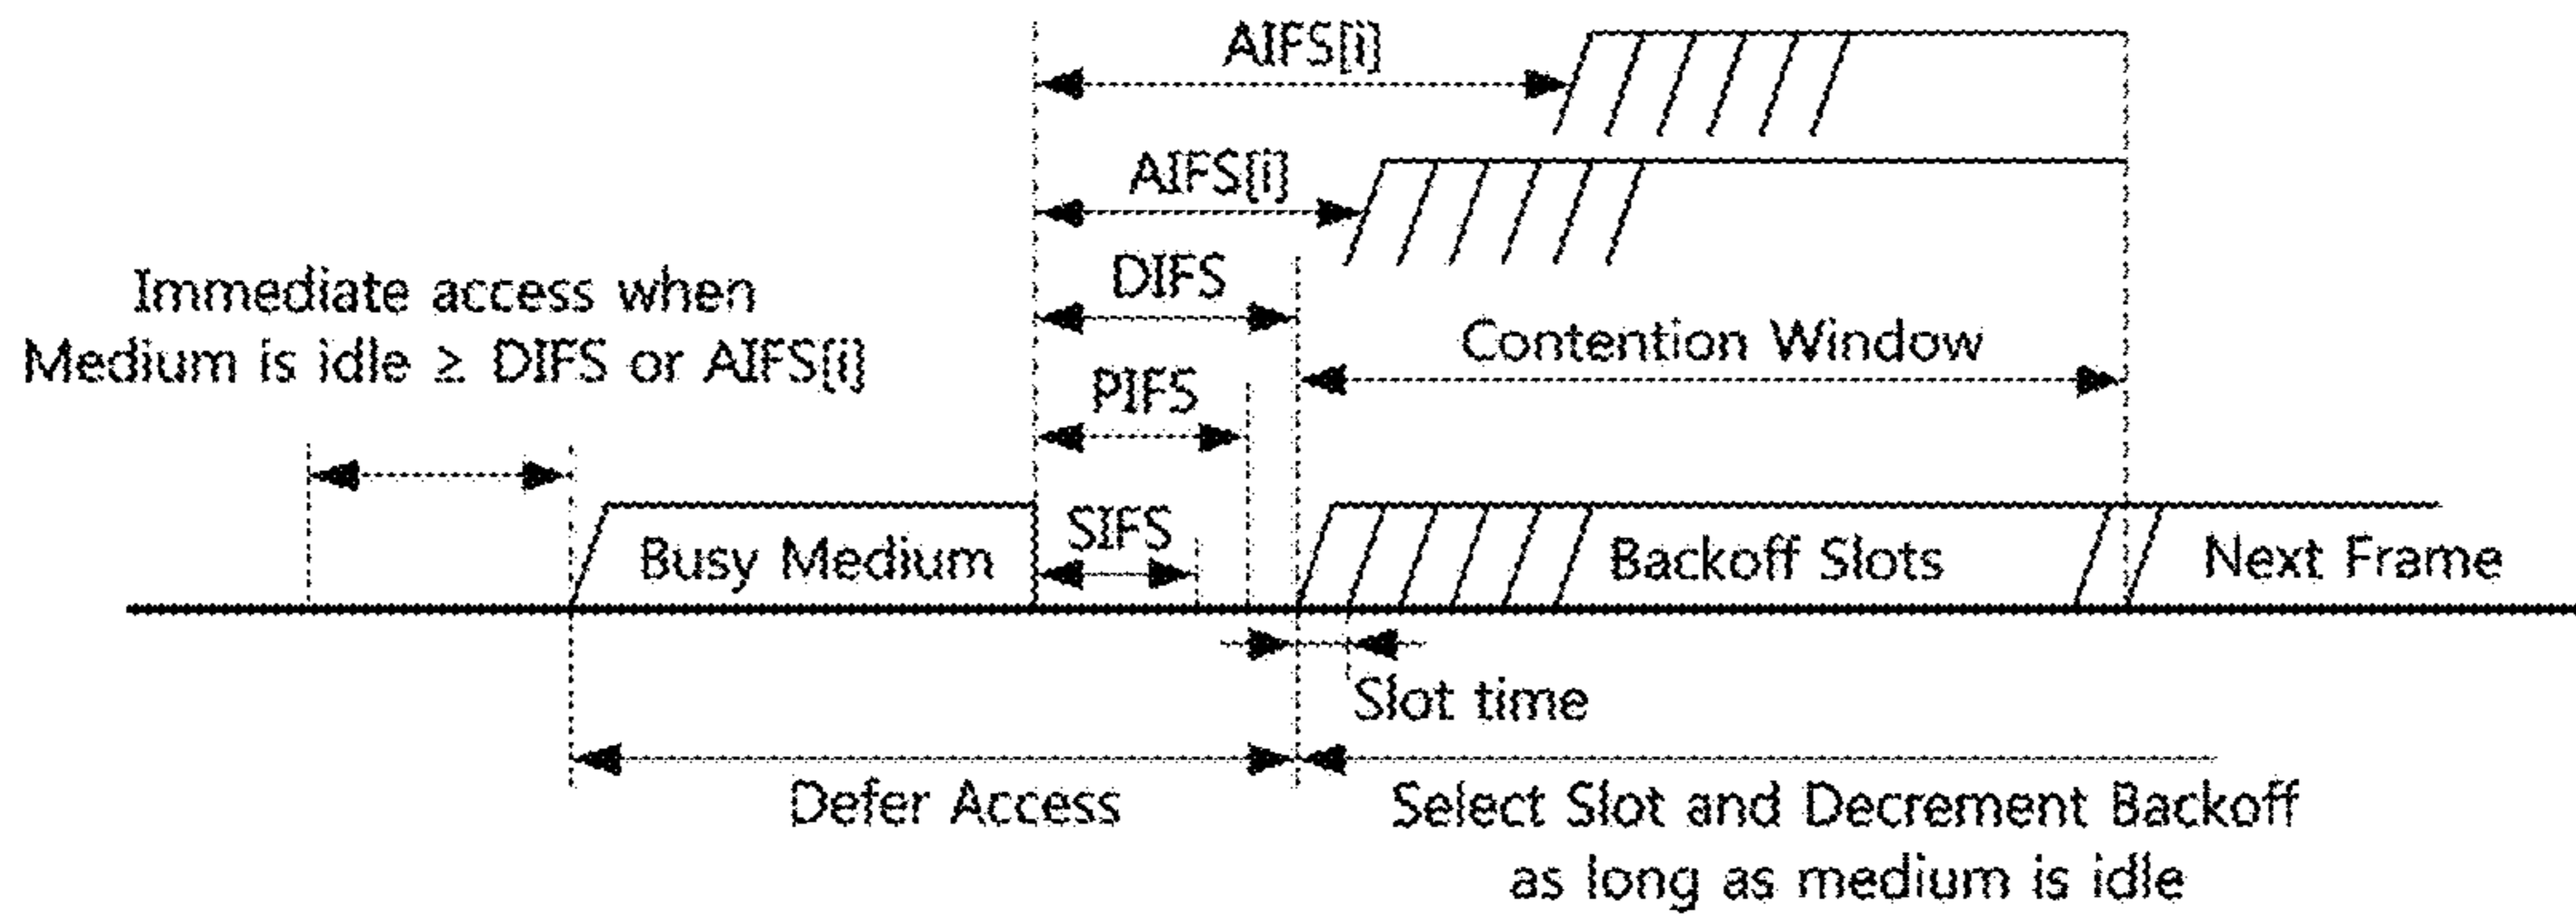 AIFS[i]
AIFS[i]
DIFS
Immediate access when
Medium is idle ≥ DIFS or AIFS[i]
Contention Window
PIFS
SIFS
Busy Medium
Backoff Slots
Next Frame
Slot time
Defer Access
Select Slot and Decrement Backoff
as long as medium is idle